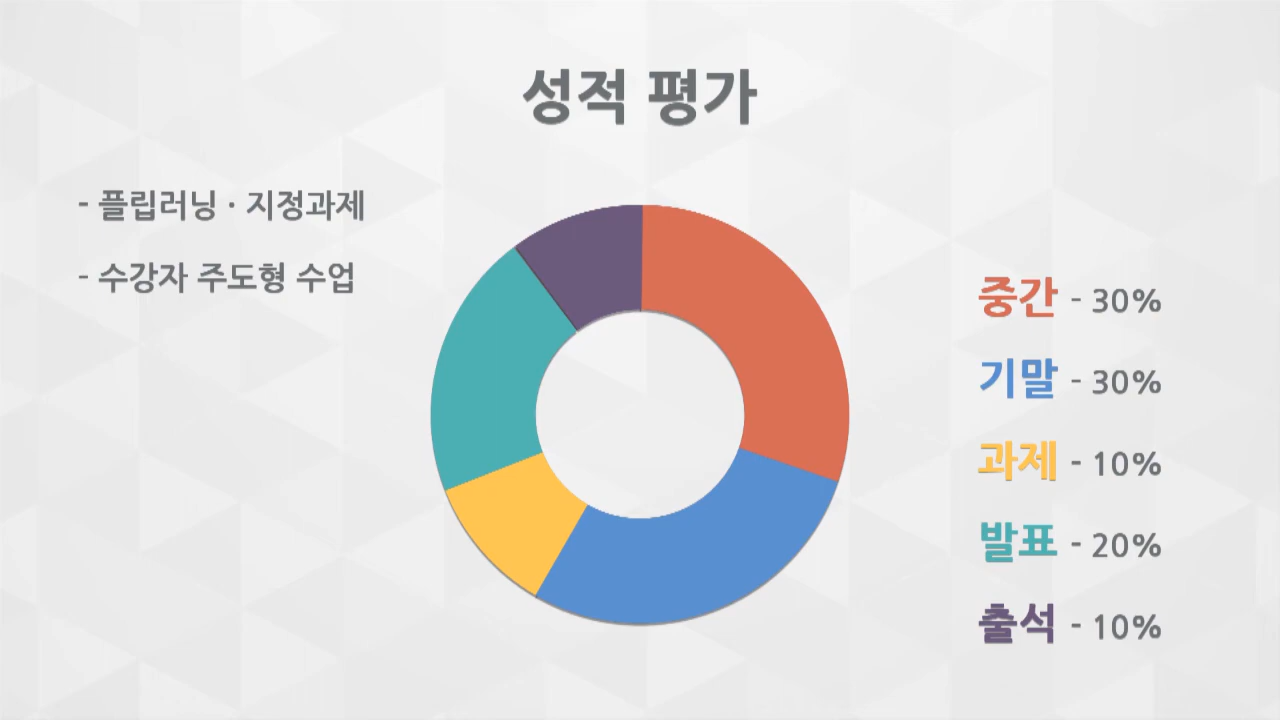 성적 평가
- 플립러닝 · 지정과제
- 수강자 주도형 수업
중간 - 30%
기말 - 30%
과제 - 10%
발표 - 20%
출석 - 10%